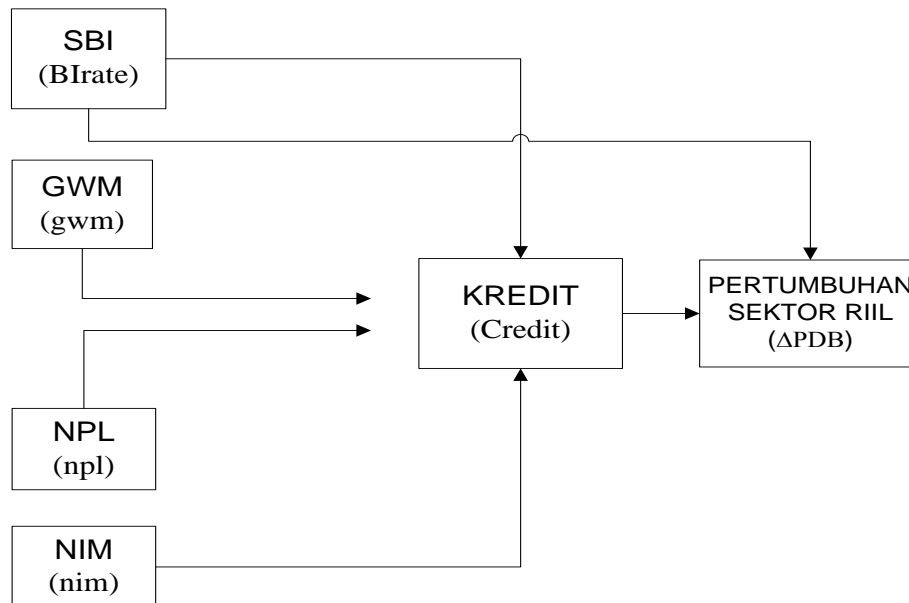 SBI
(BIrate)
GWM
(gwm)
KREDIT
(Credit)
PERTUMBUHAN
SEKTOR RIIL
(ΔPDB)
NPL
(npl)
NIM
(nim)